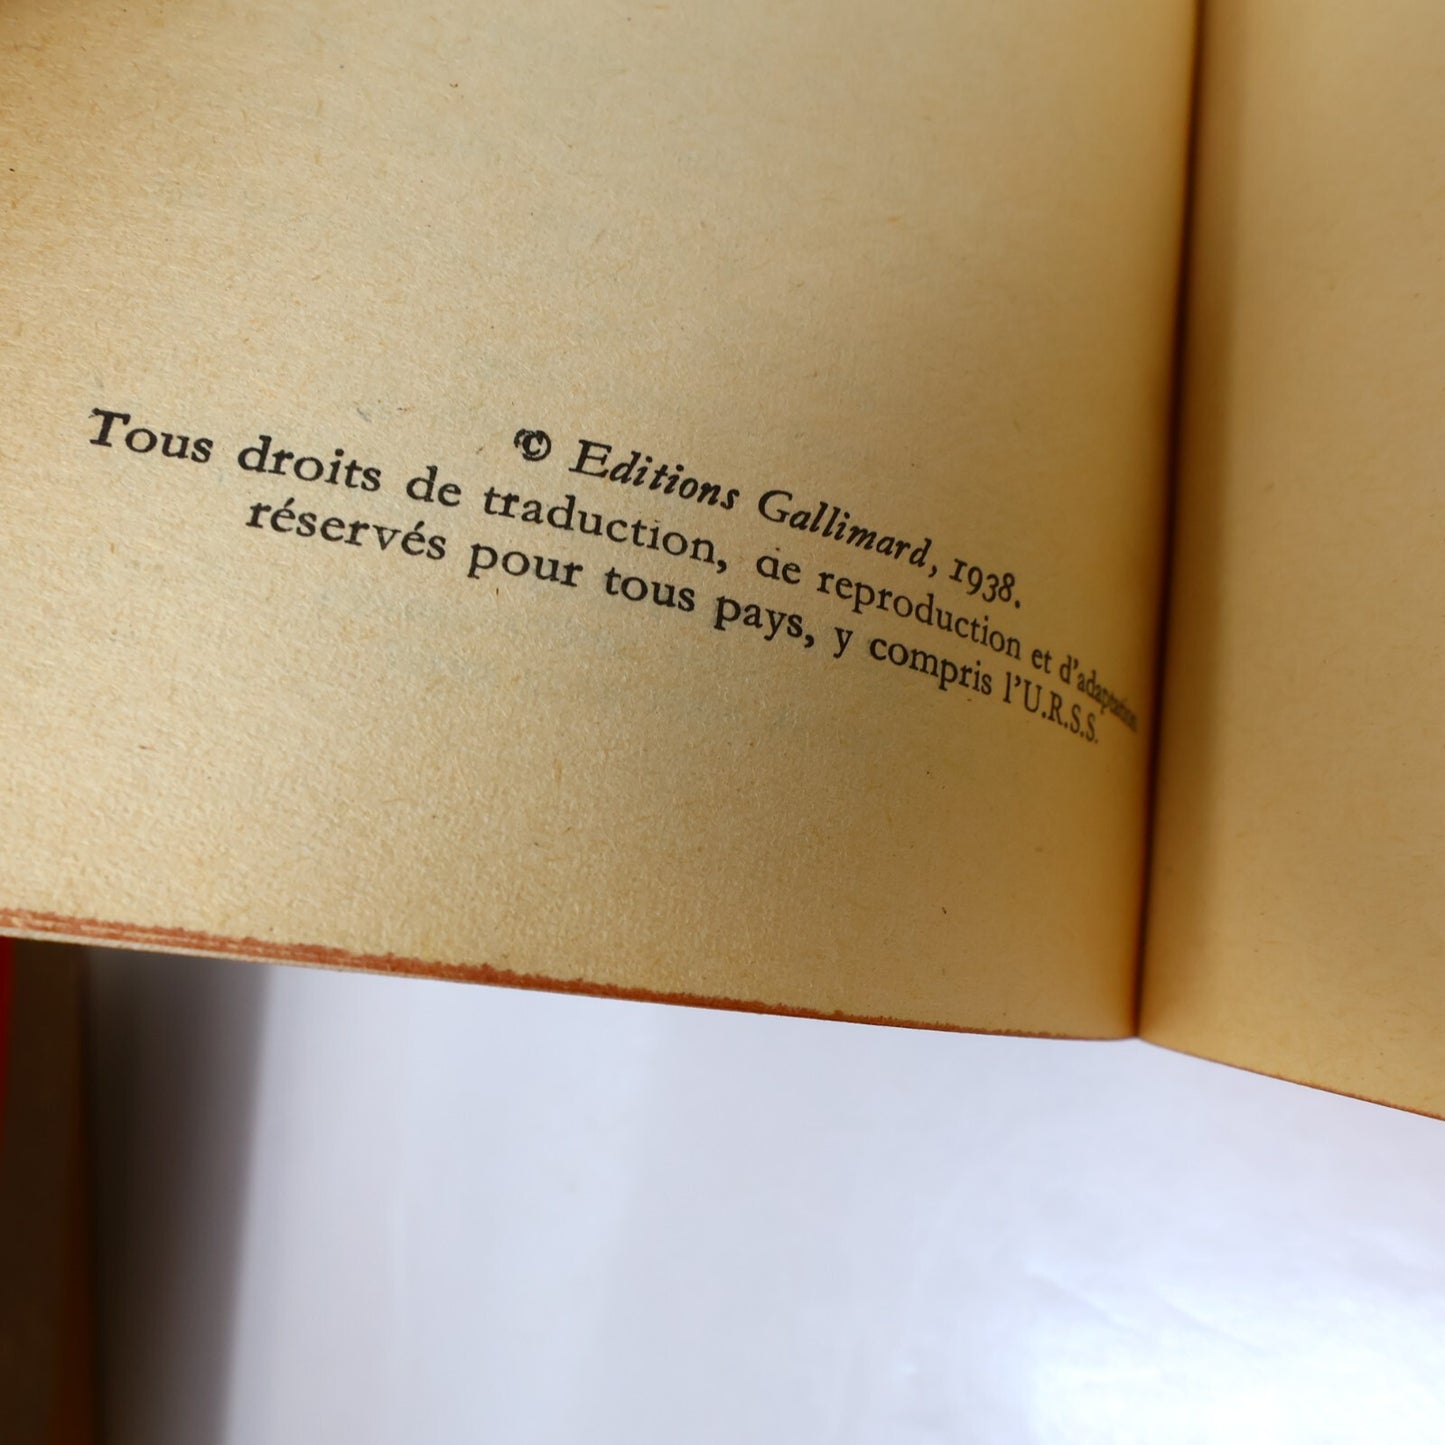 © Editions Gallimard, 1938.
Tous droits de traduction, de reproduction et d'adaptation
réservés pour tous pays, y compris l'U.R.S.S.